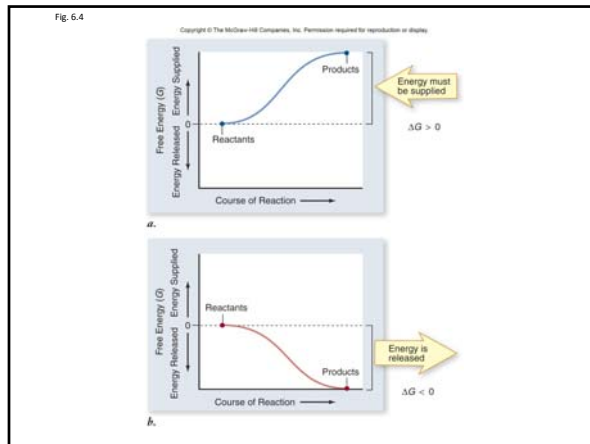 Fig. 6.4
Copyright © The McGraw-Hill Companies, Inc. Permission required for reproduction or display.
Free Energy (G)
Energy Supplied
Energy Released
0
Products
Reactants
Course of Reaction
Energy must
be supplied
ΔG > 0
a.
Free Energy (G)
Energy Supplied
Energy Released
0
Reactants
Products
Course of Reaction
Energy is
released
ΔG < 0
b.